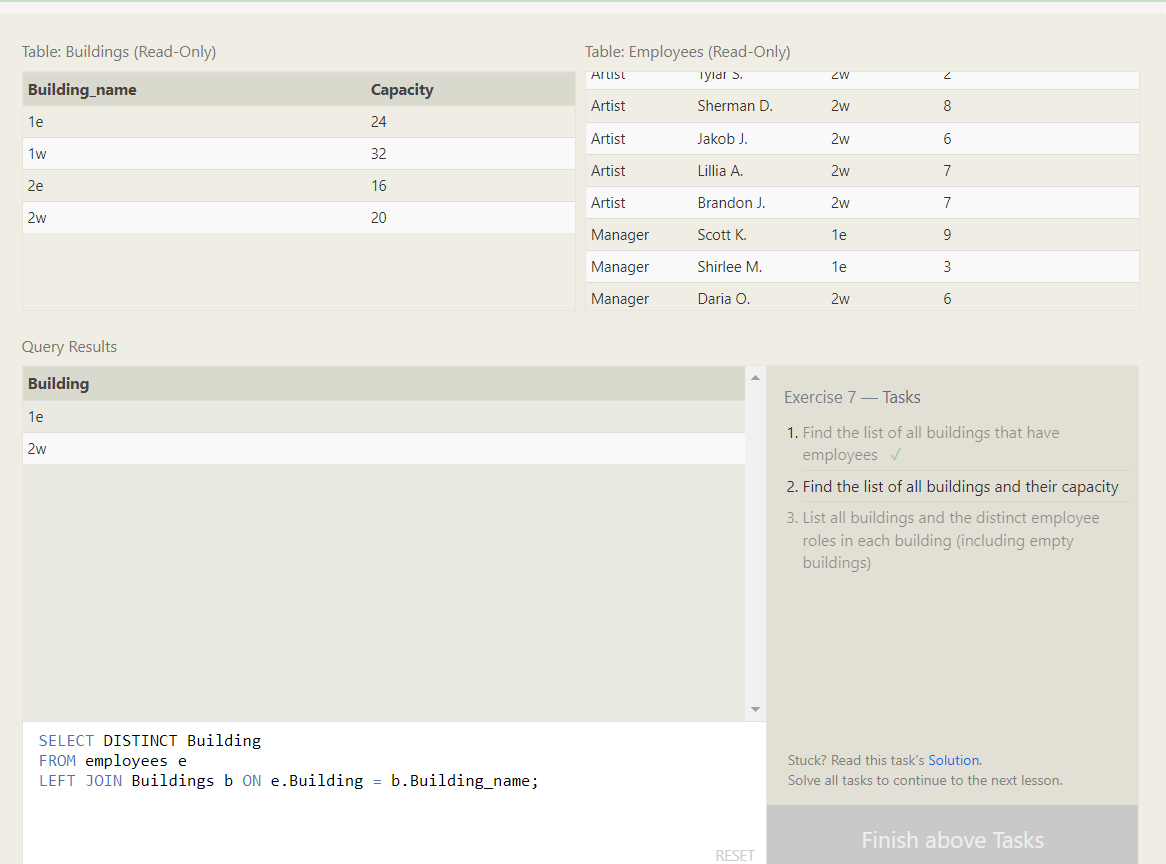 Table: Buildings (Read-Only)
Building_name Capacity
1e 24
1w 32
2e 16
2w 20
Table: Employees (Read-Only)
Artist Tylar S. 2w 2
Artist Sherman D. 2w 8
Artist Jakob J. 2w 6
Artist Lillia A. 2w 7
Artist Brandon J. 2w 7
Manager Scott K. 1e 9
Manager Shirlee M. 1e 3
Manager Daria O. 2w 6
Query Results
Building
1e
2w
SELECT DISTINCT Building
FROM employees e
LEFT JOIN Buildings b ON e.Building = b.Building_name;
RESET
Exercise 7 — Tasks
1. Find the list of all buildings that have
employees ✓
2. Find the list of all buildings and their capacity
3. List all buildings and the distinct employee
roles in each building (including empty
buildings)
Stuck? Read this task's Solution.
Solve all tasks to continue to the next lesson.
Finish above Tasks